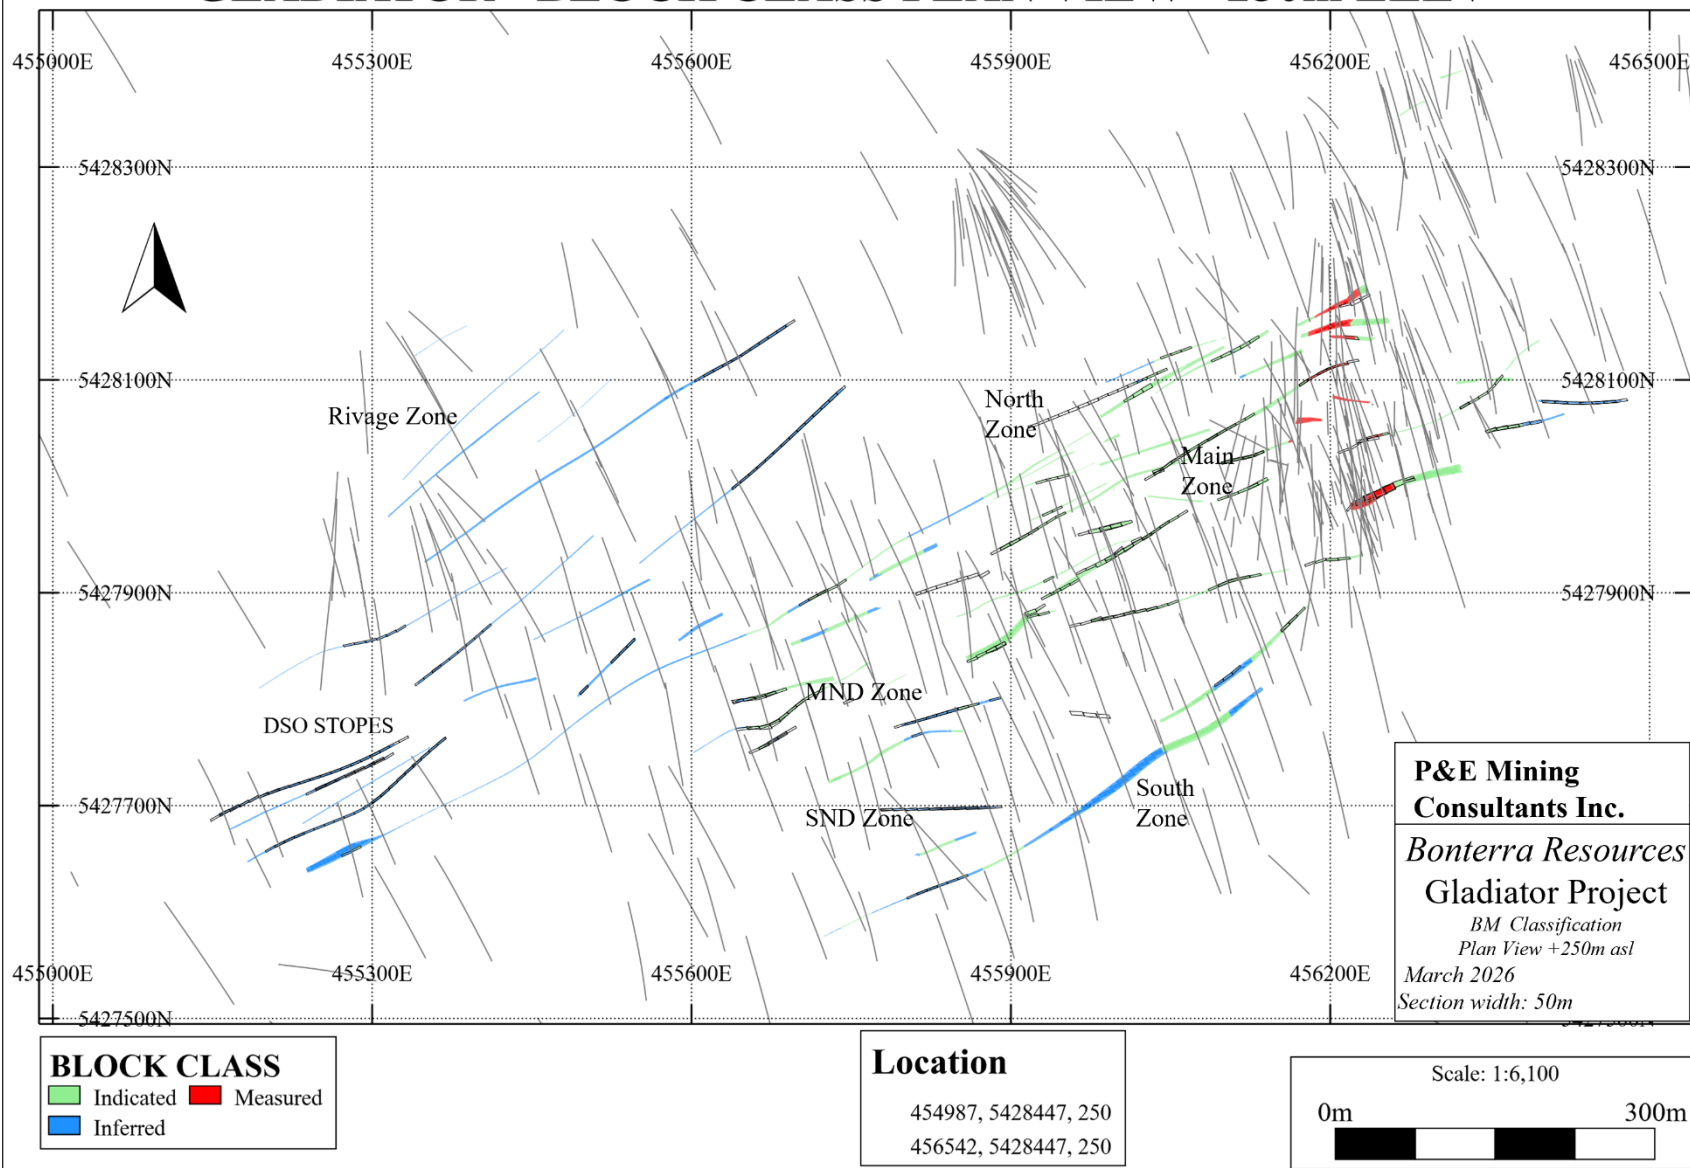 455000E 455300E 455600E 455900E 456200E 456500E
5428300N 5428300N
5428100N 5428100N
Rivage Zone
North
Zone
Main
Zone
5427900N 5427900N
MND Zone
DSO STOPES
5427700N
SND Zone
South
Zone
P&E Mining
Consultants Inc.
Bonterra Resources
Gladiator Project
BM Classification
Plan View +250m asl
March 2026
Section width: 50m
455000E 455300E 455600E 455900E 456200E
5427500N
BLOCK CLASS
Indicated Measured
Inferred
Location
454987, 5428447, 250
456542, 5428447, 250
Scale: 1:6,100
0m 300m